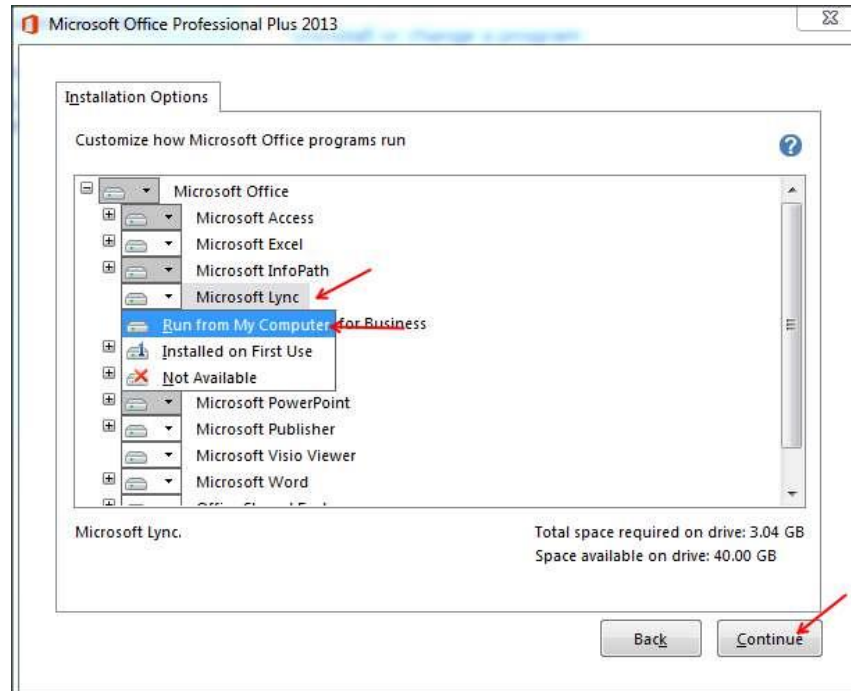 Microsoft Office Professional Plus 2013
Installation Options
Customize how Microsoft Office programs run
Microsoft Office
Microsoft Access
Microsoft Excel
Microsoft InfoPath
Microsoft Lync
Run from My Computer for Business
Installed on First Use
Not Available
Microsoft PowerPoint
Microsoft Publisher
Microsoft Visio Viewer
Microsoft Word
Microsoft Lync.
Total space required on drive: 3.04 GB
Space available on drive: 40.00 GB
Back
Continue